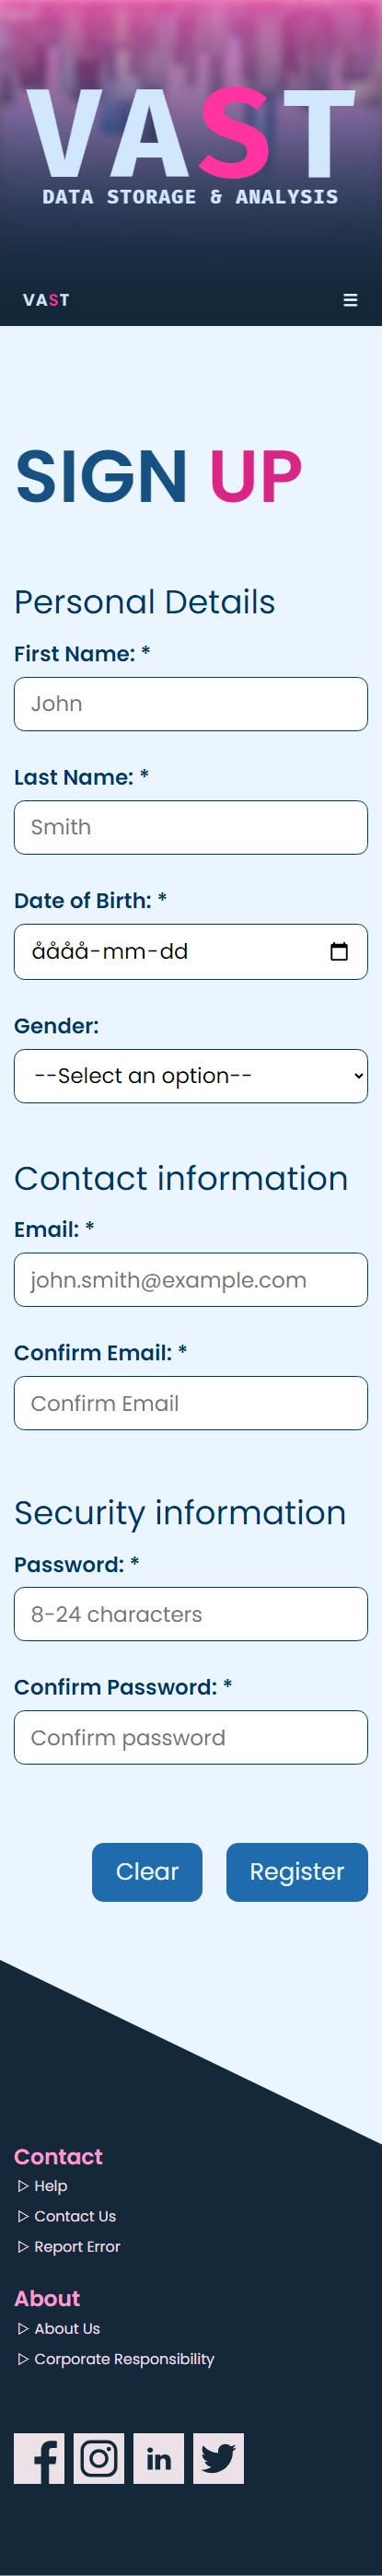 VAST
DATA STORAGE & ANALYSIS
VAST
SIGN UP
Personal Details
First Name: *
John
Last Name: *
Smith
Date of Birth: *
åååå-mm-dd
Gender:
--Select an option--
Contact information
Email: *
john.smith@example.com
Confirm Email: *
Confirm Email
Security information
Password: *
8-24 characters
Confirm Password: *
Confirm password
Clear Register
Contact
Help
Contact Us
Report Error
About
About Us
Corporate Responsibility